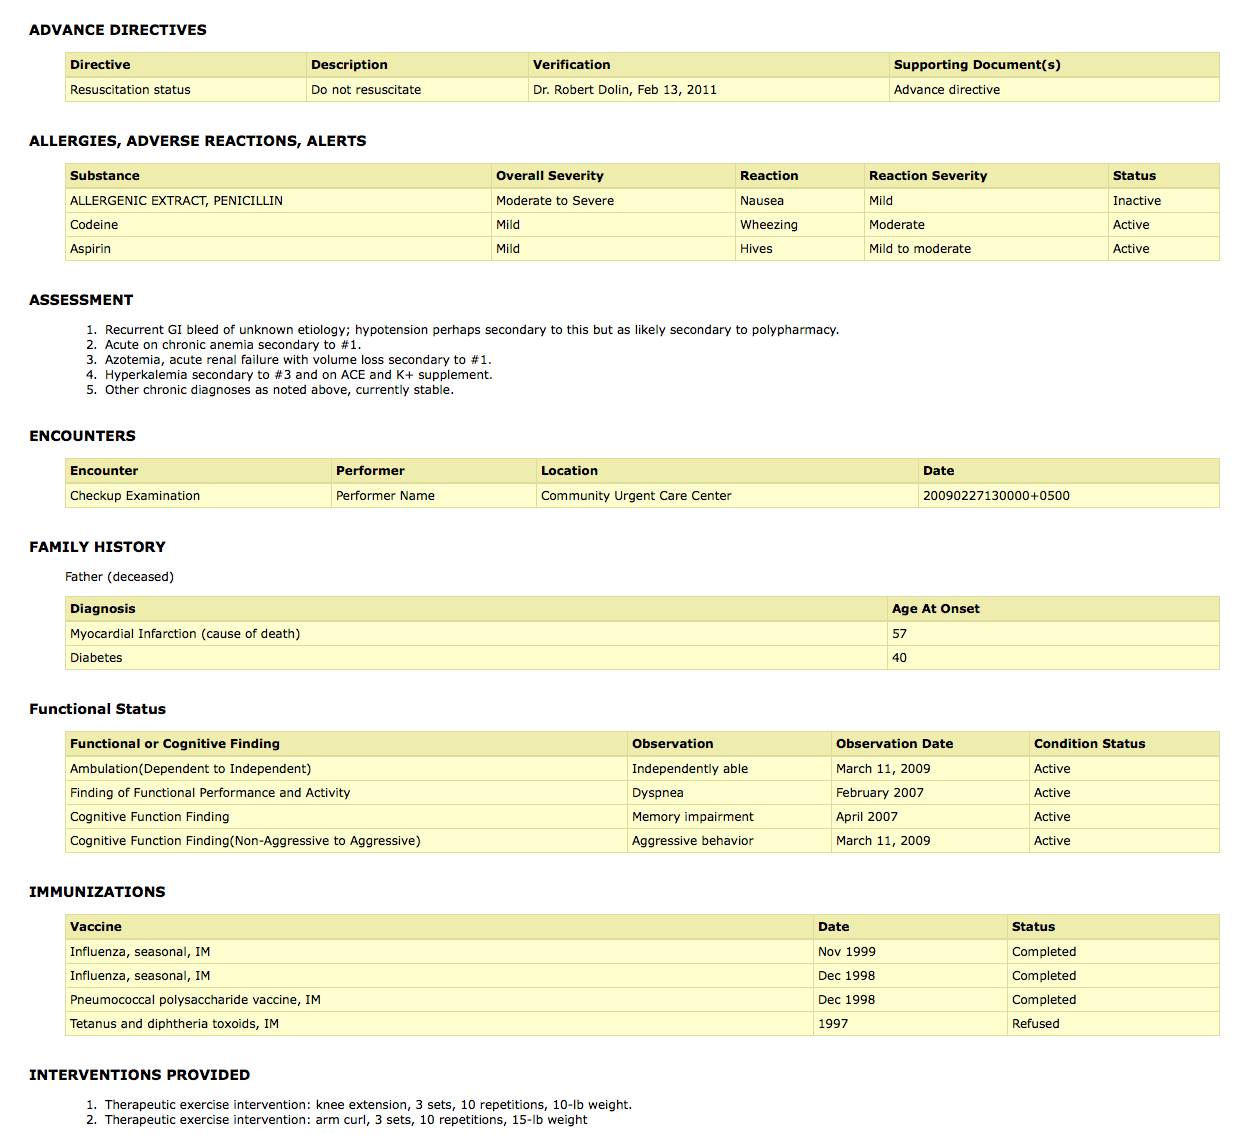 ADVANCE DIRECTIVES
Directive Description Verification Supporting Document(s)
Resuscitation status Do not resuscitate Dr. Robert Dolin, Feb 13, 2011 Advance directive
ALLERGIES, ADVERSE REACTIONS, ALERTS
Substance Overall Severity Reaction Reaction Severity Status
ALLERGENIC EXTRACT, PENICILLIN Moderate to Severe Nausea Mild Inactive
Codeine Mild Wheezing Moderate Active
Aspirin Mild Hives Mild to moderate Active
ASSESSMENT
1. Recurrent GI bleed of unknown etiology; hypotension perhaps secondary to this but as likely secondary to polypharmacy.
2. Acute on chronic anemia secondary to #1.
3. Azotemia, acute renal failure with volume loss secondary to #1.
4. Hyperkalemia secondary to #3 and on ACE and K+ supplement.
5. Other chronic diagnoses as noted above, currently stable.
ENCOUNTERS
Encounter Performer Location Date
Checkup Examination Performer Name Community Urgent Care Center 20090227130000+0500
FAMILY HISTORY
Father (deceased)
Diagnosis Age At Onset
Myocardial Infarction (cause of death) 57
Diabetes 40
Functional Status
Functional or Cognitive Finding Observation Observation Date Condition Status
Ambulation(Dependent to Independent) Independently able March 11, 2009 Active
Finding of Functional Performance and Activity Dyspnea February 2007 Active
Cognitive Function Finding Memory impairment April 2007 Active
Cognitive Function Finding(Non-Aggressive to Aggressive) Aggressive behavior March 11, 2009 Active
IMMUNIZATIONS
Vaccine Date Status
Influenza, seasonal, IM Nov 1999 Completed
Influenza, seasonal, IM Dec 1998 Completed
Pneumococcal polysaccharide vaccine, IM Dec 1998 Completed
Tetanus and diphtheria toxoids, IM 1997 Refused
INTERVENTIONS PROVIDED
1. Therapeutic exercise intervention: knee extension, 3 sets, 10 repetitions, 10-lb weight.
2. Therapeutic exercise intervention: arm curl, 3 sets, 10 repetitions, 15-lb weight